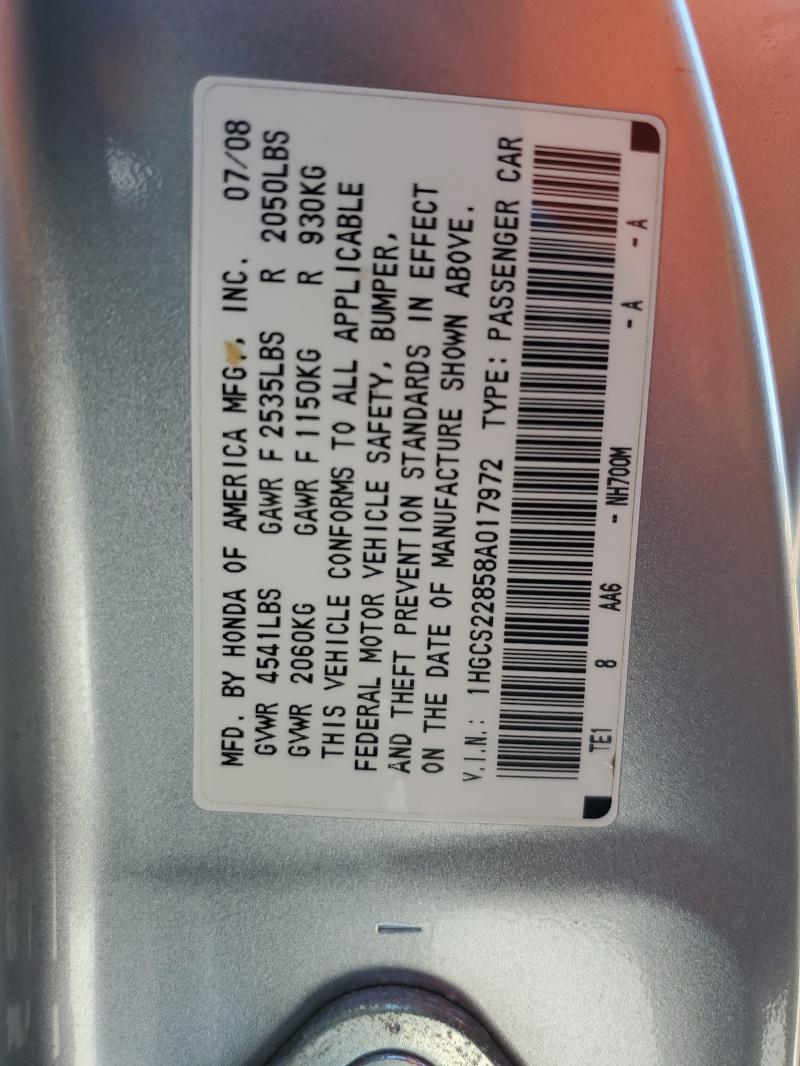 MFD. BY HONDA OF AMERICA MFG., INC. 07/08
GVWR 4541LBS GAWR F 2535LBS R 2050LBS
GVWR 2060KG GAWR F 1150KG R 930KG
THIS VEHICLE CONFORMS TO ALL APPLICABLE
FEDERAL MOTOR VEHICLE SAFETY, BUMPER,
AND THEFT PREVENTION STANDARDS IN EFFECT
ON THE DATE OF MANUFACTURE SHOWN ABOVE.
V.I.N.: 1HGCS22858A017972 TYPE: PASSENGER CAR
TE1 8 AA6 - NH700M - A - A